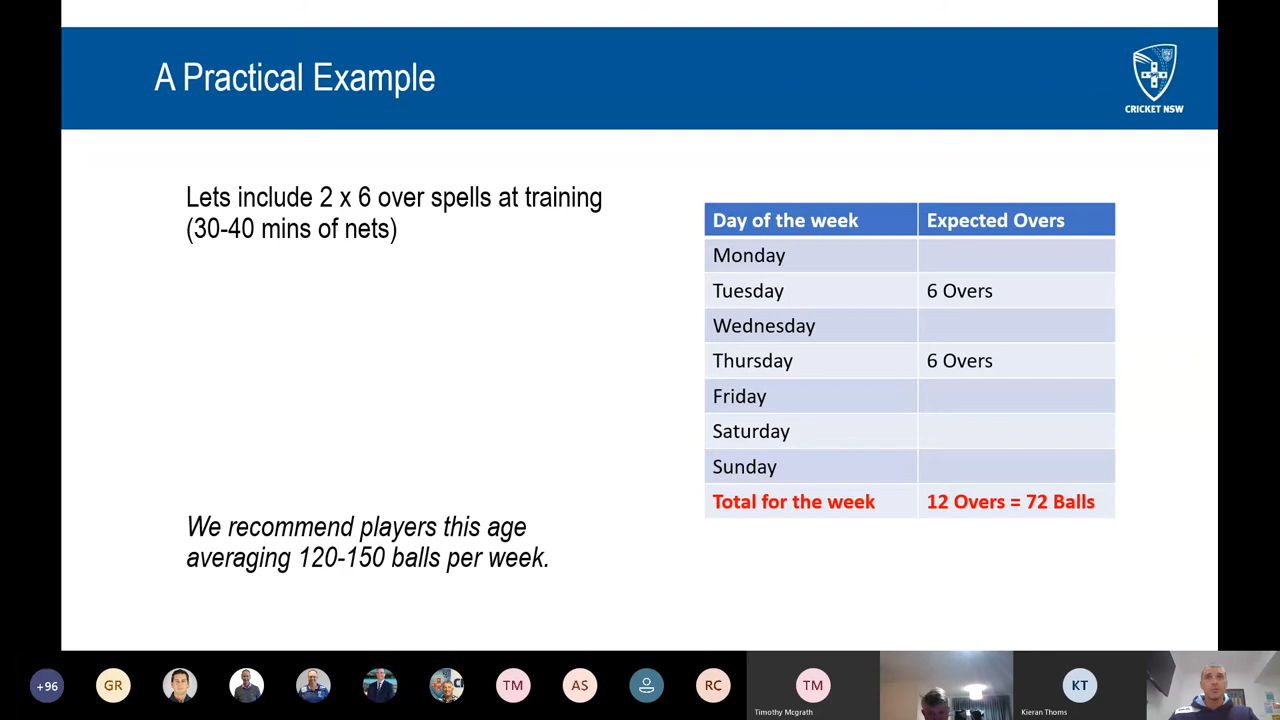 A Practical Example
CRICKET NSW
Lets include 2 x 6 over spells at training
(30-40 mins of nets)
Day of the week Expected Overs
Monday
Tuesday 6 Overs
Wednesday
Thursday 6 Overs
Friday
Saturday
Sunday
Total for the week 12 Overs = 72 Balls
We recommend players this age
averaging 120-150 balls per week.
+96 GR TM AS RC TM KT
Timothy Mcgrath Kieran Thoms